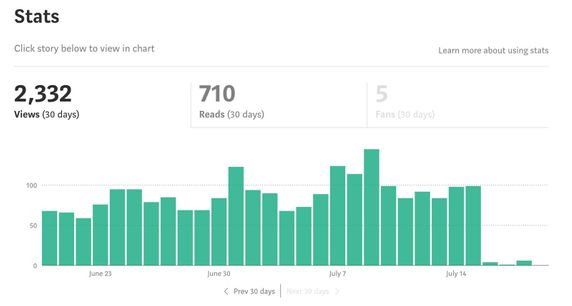 Stats
Click story below to view in chart
Learn more about using stats
2,332
Views (30 days)
710
Reads (30 days)
5
Fans (30 days)
100
50
0
June 23
June 30
July 7
July 14
Prev 30 days
Next 30 days